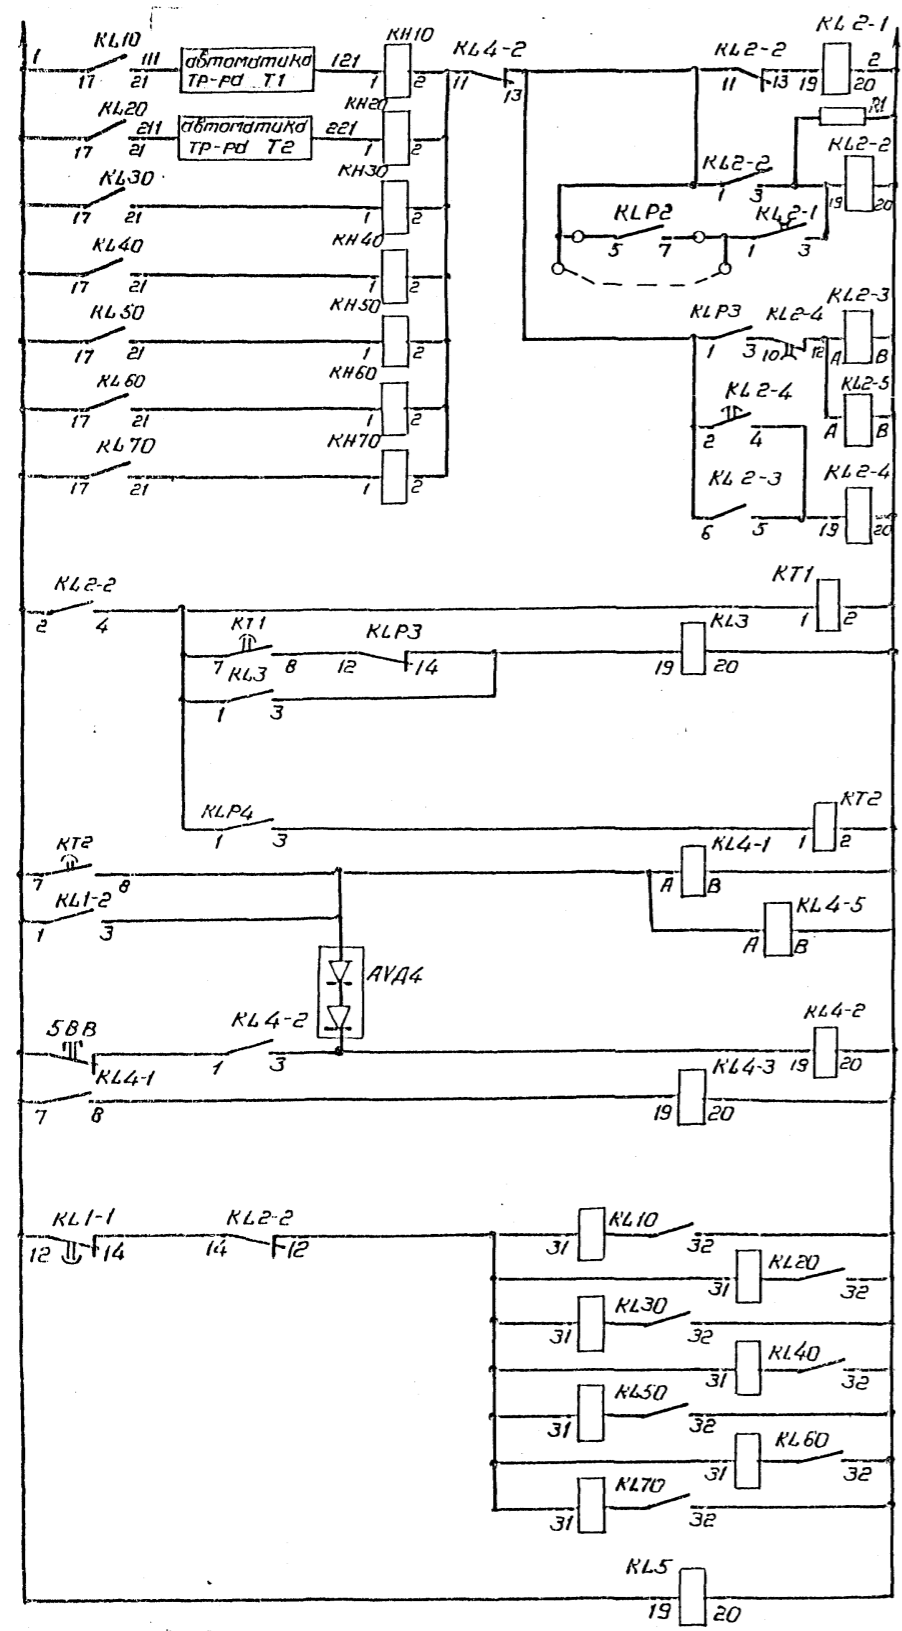 1 KL10 111 автоматика 121 KH10 KL4-2 KL2-2 KL2-1 2
17 21 тр-ра Т1 1 2 11 13 11 13 19 20
R1
KL20 211 автоматика 221 KH20
17 21 тр-ра Т2 1 2
KL2-2 KL2-2
1 3 19 20
KL30 KH30
17 21 1 2
KLP2 KL2-1
5 7 1 3
KL40 KH40
17 21 1 2
KL50 KH50
17 21 1 2
KLP3 KL2-4 KL2-3
1 3 10 12 A B
KL60 KH60
17 21 1 2
KL2-4 KL2-5
2 4 A B
KL70 KH70
17 21 1 2
KL2-3 KL2-4
6 5 19 20
KL2-2 KT1
2 4 1 2
KT1 KLP3 KL3
7 8 12 14 19 20
KL3
1 3
KLP4 KT2
1 3 1 2
KT2 KL4-1
7 8 A B
KL1-2 KL4-5
1 3 A B
АУД4
5ВВ KL4-2 KL4-2
1 3 19 20
KL4-1 KL4-3
7 8 19 20
KL1-1 KL2-2 KL10
12 14 14 12 31 32
KL20
31 32
KL30
31 32
KL40
31 32
KL50
31 32
KL60
31 32
KL70
31 32
KL5
19 20